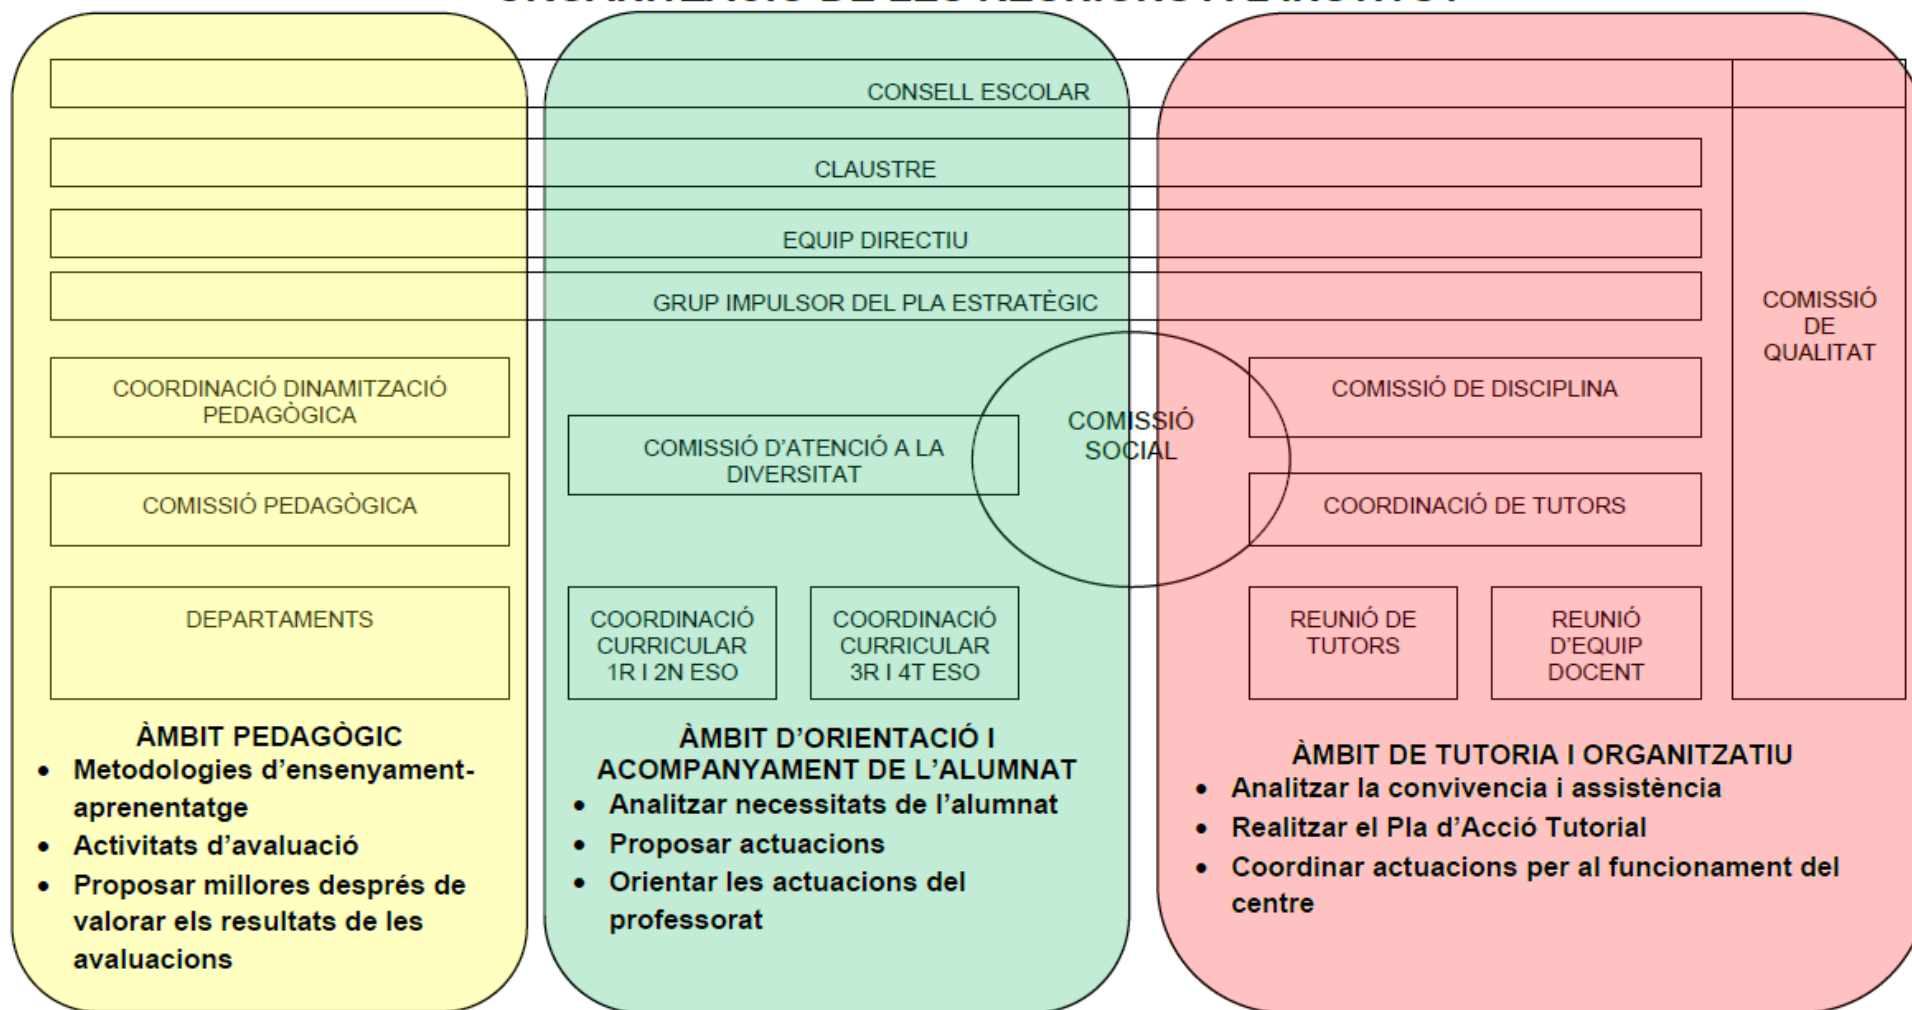 ORGANITZACIÓ DE LES REUNIONS A L'INSTITUT
CONSELL ESCOLAR
CLAUSTRE
EQUIP DIRECTIU
GRUP IMPULSOR DEL PLA ESTRATÈGIC
COMISSIÓ
DE
QUALITAT
COORDINACIÓ DINAMITZACIÓ
PEDAGÒGICA
COMISSIÓ PEDAGÒGICA
DEPARTAMENTS
ÀMBIT PEDAGÒGIC
• Metodologies d'ensenyament-
aprenentatge
• Activitats d'avaluació
• Proposar millores després de
valorar els resultats de les
avaluacions
COMISSIÓ D'ATENCIÓ A LA
DIVERSITAT
COMISSIÓ
SOCIAL
COORDINACIÓ
CURRICULAR
1R I 2N ESO
COORDINACIÓ
CURRICULAR
3R I 4T ESO
ÀMBIT D'ORIENTACIÓ I
ACOMPANYAMENT DE L'ALUMNAT
• Analitzar necessitats de l'alumnat
• Proposar actuacions
• Orientar les actuacions del
professorat
COMISSIÓ DE DISCIPLINA
COORDINACIÓ DE TUTORS
REUNIÓ DE
TUTORS
REUNIÓ
D'EQUIP
DOCENT
ÀMBIT DE TUTORIA I ORGANITZATIU
• Analitzar la convivencia i assistència
• Realitzar el Pla d'Acció Tutorial
• Coordinar actuacions per al funcionament del
centre